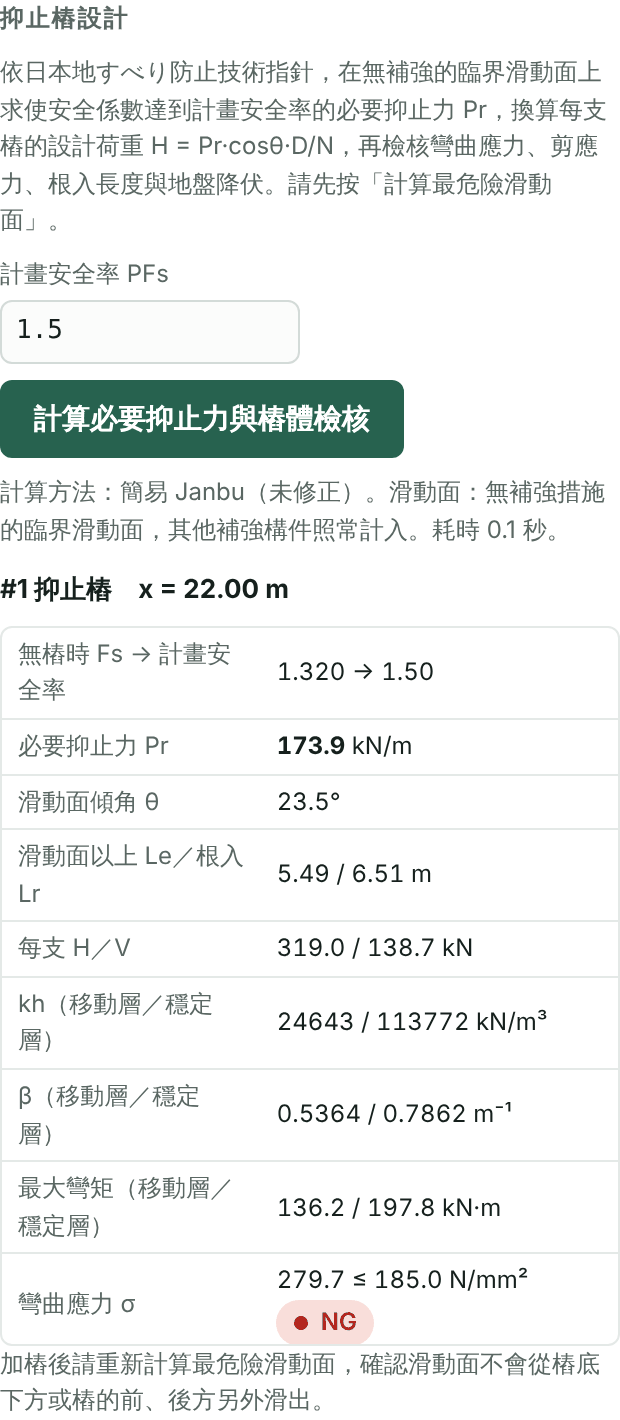 抑止樁設計
依日本地すべり防止技術指針，在無補強的臨界滑動面上
求使安全係數達到計畫安全率的必要抑止力 Pr，換算每支
樁的設計荷重 H = Pr·cosθ·D/N，再檢核彎曲應力、剪應
力、根入長度與地盤降伏。請先按「計算最危險滑動
面」。
計畫安全率 PFs
1.5
計算必要抑止力與樁體檢核
計算方法：簡易 Janbu（未修正）。滑動面：無補強措施
的臨界滑動面，其他補強構件照常計入。耗時 0.1 秒。
#1 抑止樁　x = 22.00 m
無樁時 Fs → 計畫安
全率
1.320 → 1.50
必要抑止力 Pr
173.9 kN/m
滑動面傾角 θ
23.5°
滑動面以上 Le／根入
Lr
5.49 / 6.51 m
每支 H／V
319.0 / 138.7 kN
kh（移動層／穩定
層）
24643 / 113772 kN/m³
β（移動層／穩定
層）
0.5364 / 0.7862 m⁻¹
最大彎矩（移動層／
穩定層）
136.2 / 197.8 kN·m
彎曲應力 σ
279.7 ≤ 185.0 N/mm²
NG
加樁後請重新計算最危險滑動面，確認滑動面不會從樁底
下方或樁的前、後方另外滑出。